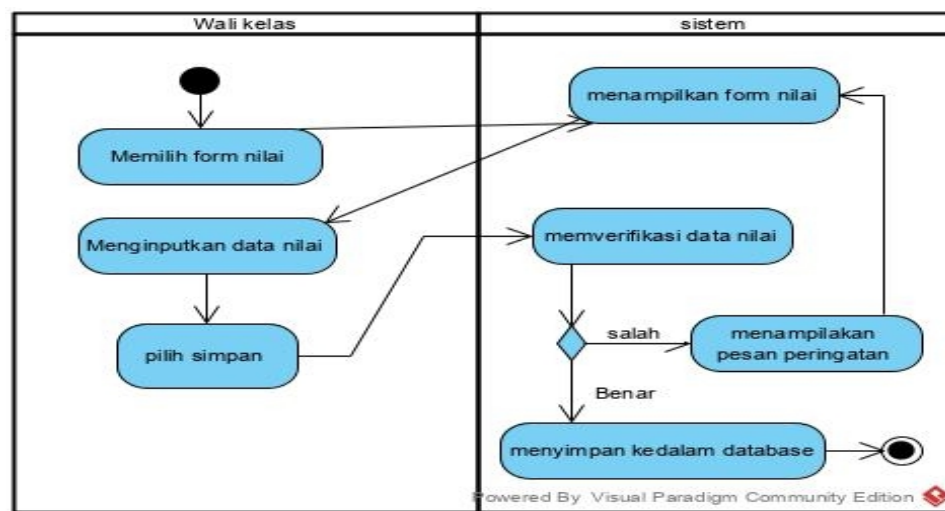 Wali kelas
sistem
menampilkan form nilai
Memilih form nilai
Menginputkan data nilai
memverifikasi data nilai
pilih simpan
salah
menampilakan
pesan peringatan
Benar
menyimpan kedalam database
Powered By Visual Paradigm Community Edition